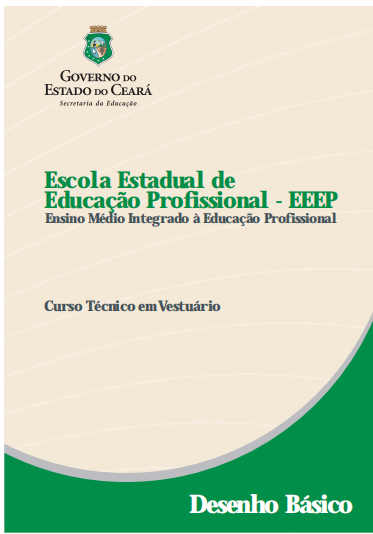 GOVERNO DO
ESTADO DO CEARÁ
Secretaria da Educação
Escola Estadual de
Educação Profissional - EEEP
Ensino Médio Integrado à Educação Profissional
Curso Técnico em Vestuário
Desenho Básico